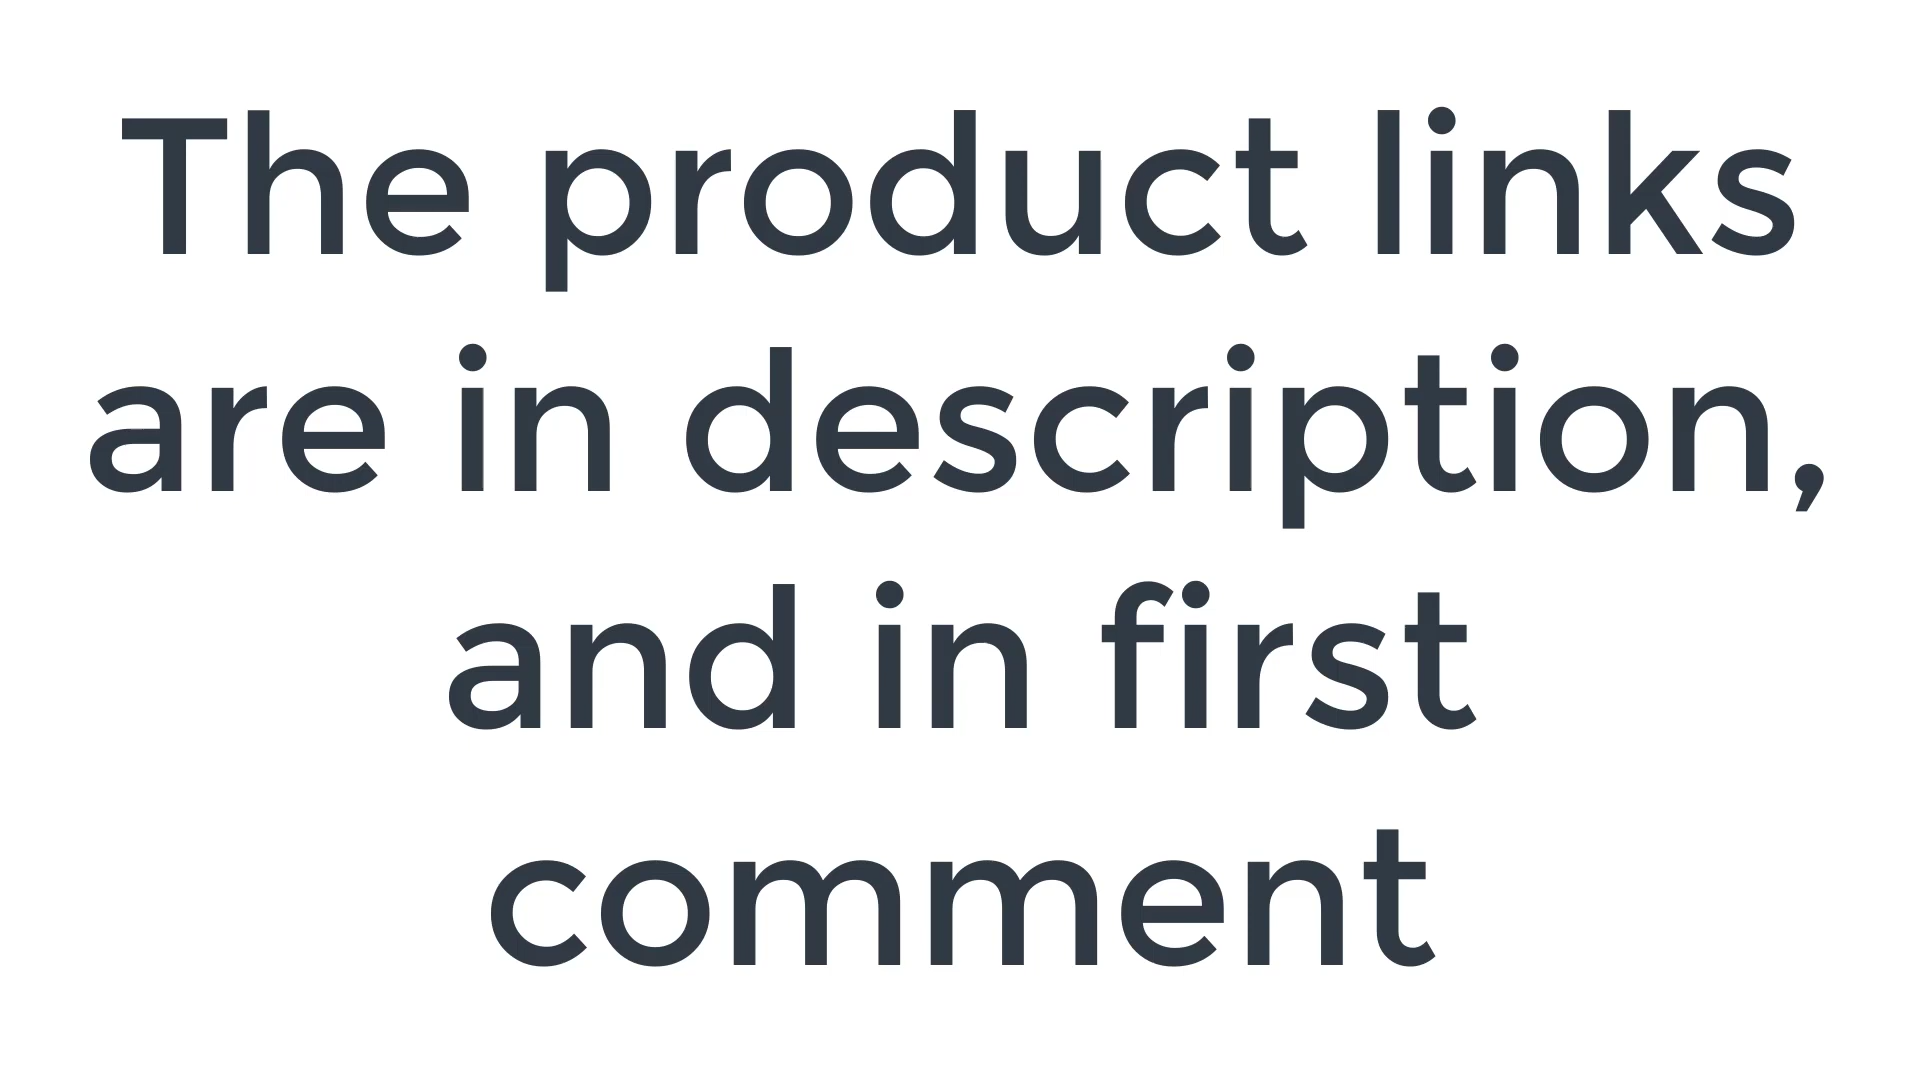 The product links
are in description,
and in first
comment